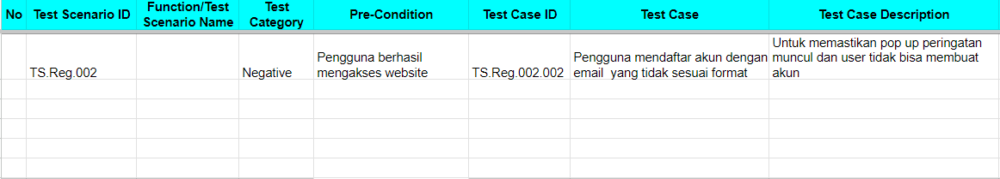 No
Test Scenario ID
Function/Test
Scenario Name
Test
Category
Pre-Condition
Test Case ID
Test Case
Test Case Description
TS.Reg.002
Negative
Pengguna berhasil
mengakses website
TS.Reg.002.002
Pengguna mendaftar akun dengan
email  yang tidak sesuai format
Untuk memastikan pop up peringatan
muncul dan user tidak bisa membuat
akun